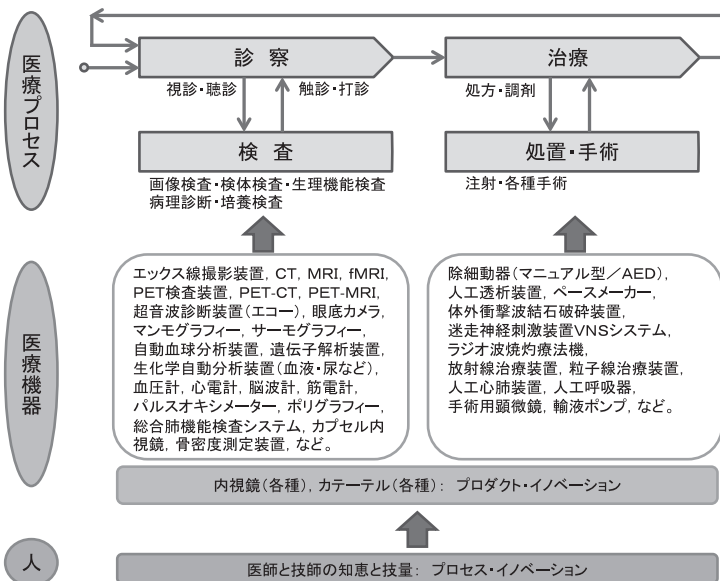 医療プロセス
診 察
治療
視診・聴診
触診・打診
処方・調剤
検 査
処置・手術
画像検査・検体検査・生理機能検査
病理診断・培養検査
注射・各種手術
医療機器
エックス線撮影装置, CT, MRI, fMRI,
PET検査装置, PET-CT, PET-MRI,
超音波診断装置(エコー), 眼底カメラ,
マンモグラフィー, サーモグラフィー,
自動血球分析装置, 遺伝子解析装置,
生化学自動分析装置(血液・尿など),
血圧計, 心電計, 脳波計, 筋電計,
パルスオキシメーター, ポリグラフィー,
総合肺機能検査システム, カプセル内
視鏡, 骨密度測定装置, など。
除細動器(マニュアル型/AED),
人工透析装置, ペースメーカー,
体外衝撃波結石破砕装置,
迷走神経刺激装置VNSシステム,
ラジオ波焼灼療法機,
放射線治療装置, 粒子線治療装置,
人工心肺装置, 人工呼吸器,
手術用顕微鏡, 輸液ポンプ, など。
内視鏡(各種), カテーテル(各種): プロダクト・イノベーション
人
医師と技師の知恵と技量: プロセス・イノベーション